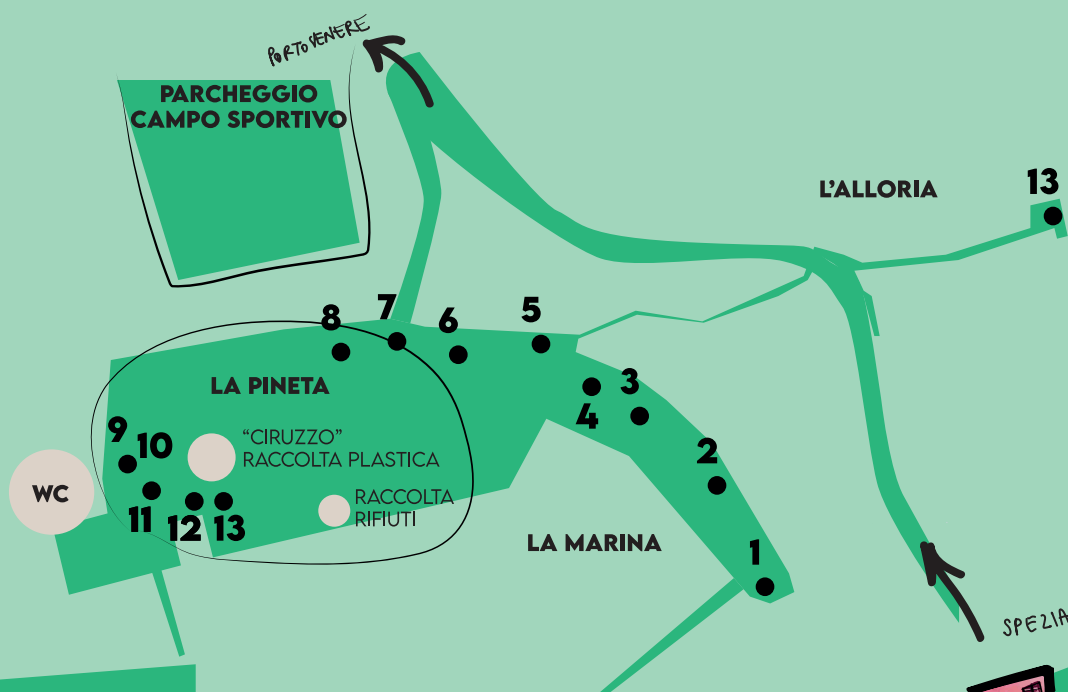 PORTOVENERE
PARCHEGGIO
CAMPO SPORTIVO
L'ALLORIA
13
8
7
6
5
LA PINETA
3
4
9
10
"CIRUZZO"
RACCOLTA PLASTICA
2
WC
11
12
13
RACCOLTA
RIFIUTI
LA MARINA
1
SPEZIA